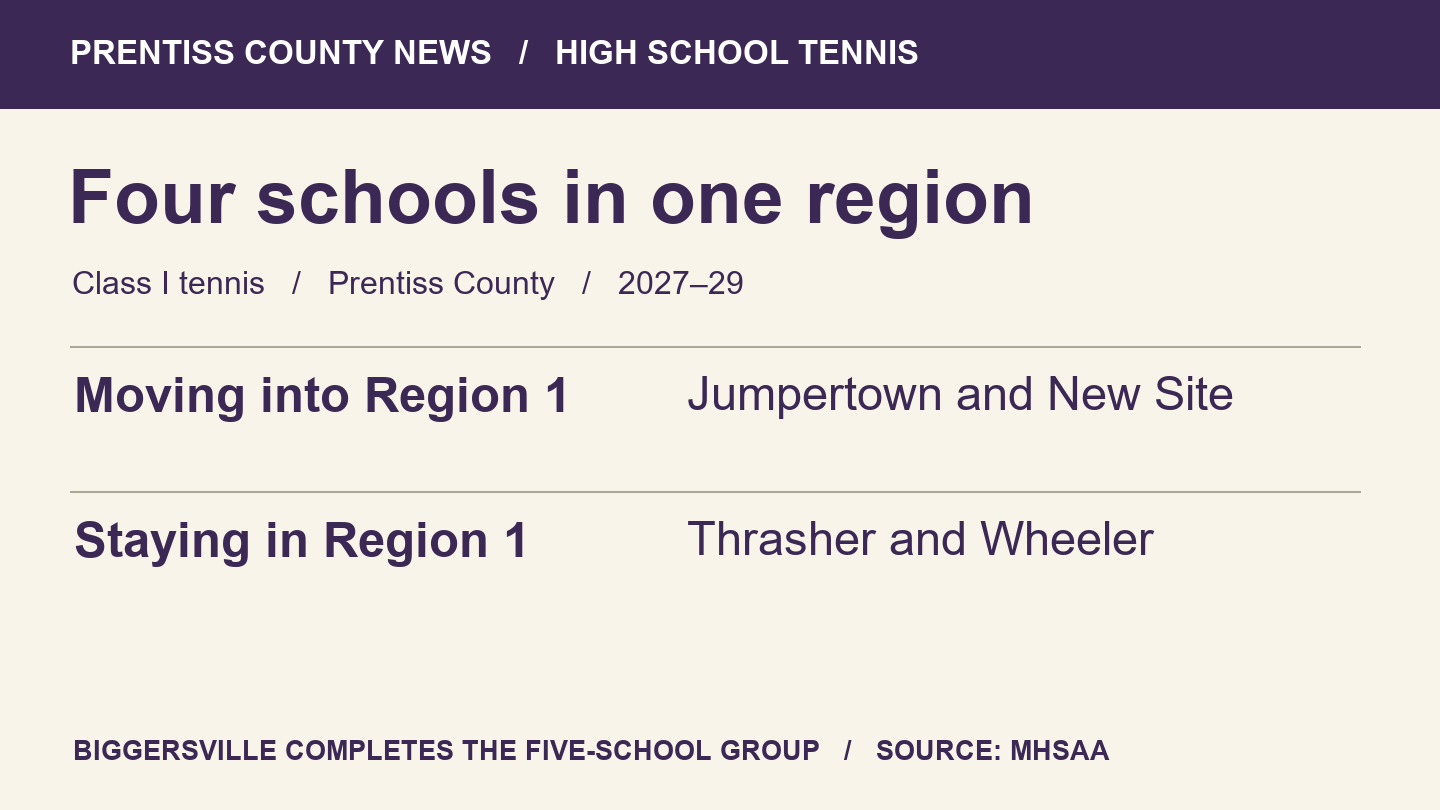 PRENTISS COUNTY NEWS / HIGH SCHOOL TENNIS
Four schools in one region
Class I tennis / Prentiss County / 2027–29
Moving into Region 1 Jumpertown and New Site
Staying in Region 1 Thrasher and Wheeler
BIGGERSVILLE COMPLETES THE FIVE-SCHOOL GROUP / SOURCE: MHSAA